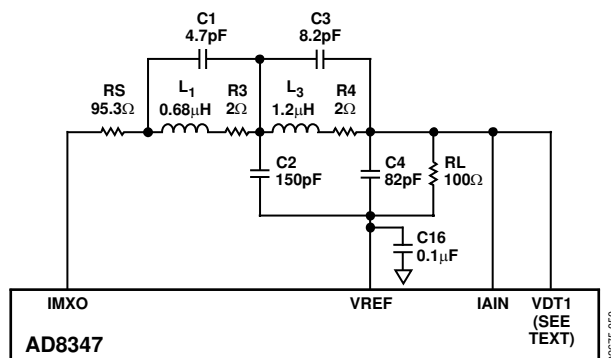 C1
4.7pF
C3
8.2pF
RS
95.3Ω
L1
0.68μH
R3
2Ω
L3
1.2μH
R4
2Ω
C2
150pF
C4
82pF
RL
100Ω
C16
0.1μF
IMXO
VREF
IAIN
VDT1
(SEE
TEXT)
AD8347